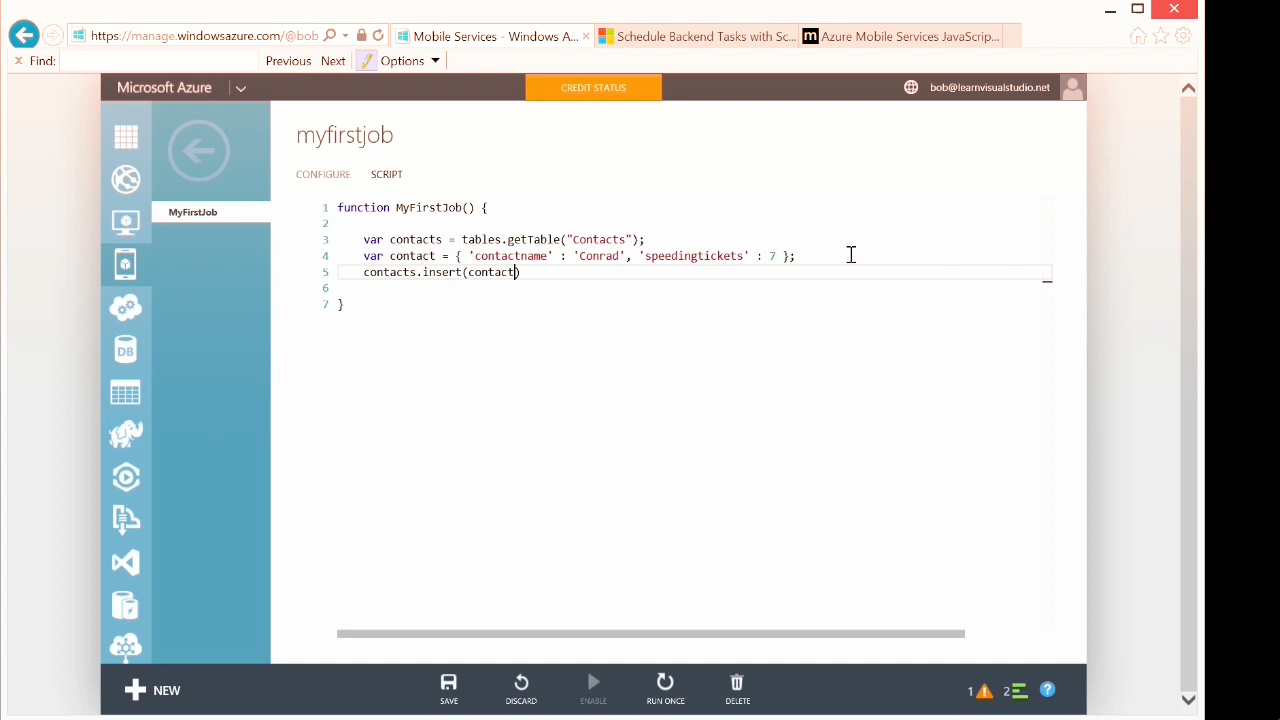 https://manage.windowsazure.com/@bob
Mobile Services - Windows A...
Schedule Backend Tasks with Sc...
m
Azure Mobile Services JavaScrip...
x Find:
Previous
Next
Options
Microsoft Azure
CREDIT STATUS
bob@learnvisualstudio.net
myfirstjob
CONFIGURE
SCRIPT
MyFirstJob
1 function MyFirstJob() {
2
3 var contacts = tables.getTable("Contacts");
4 var contact = { 'contactname' : 'Conrad', 'speedingtickets' : 7 };
5 contacts.insert(contact)
6
7 }
DB
NEW
SAVE
DISCARD
ENABLE
RUN ONCE
DELETE
1
2
?